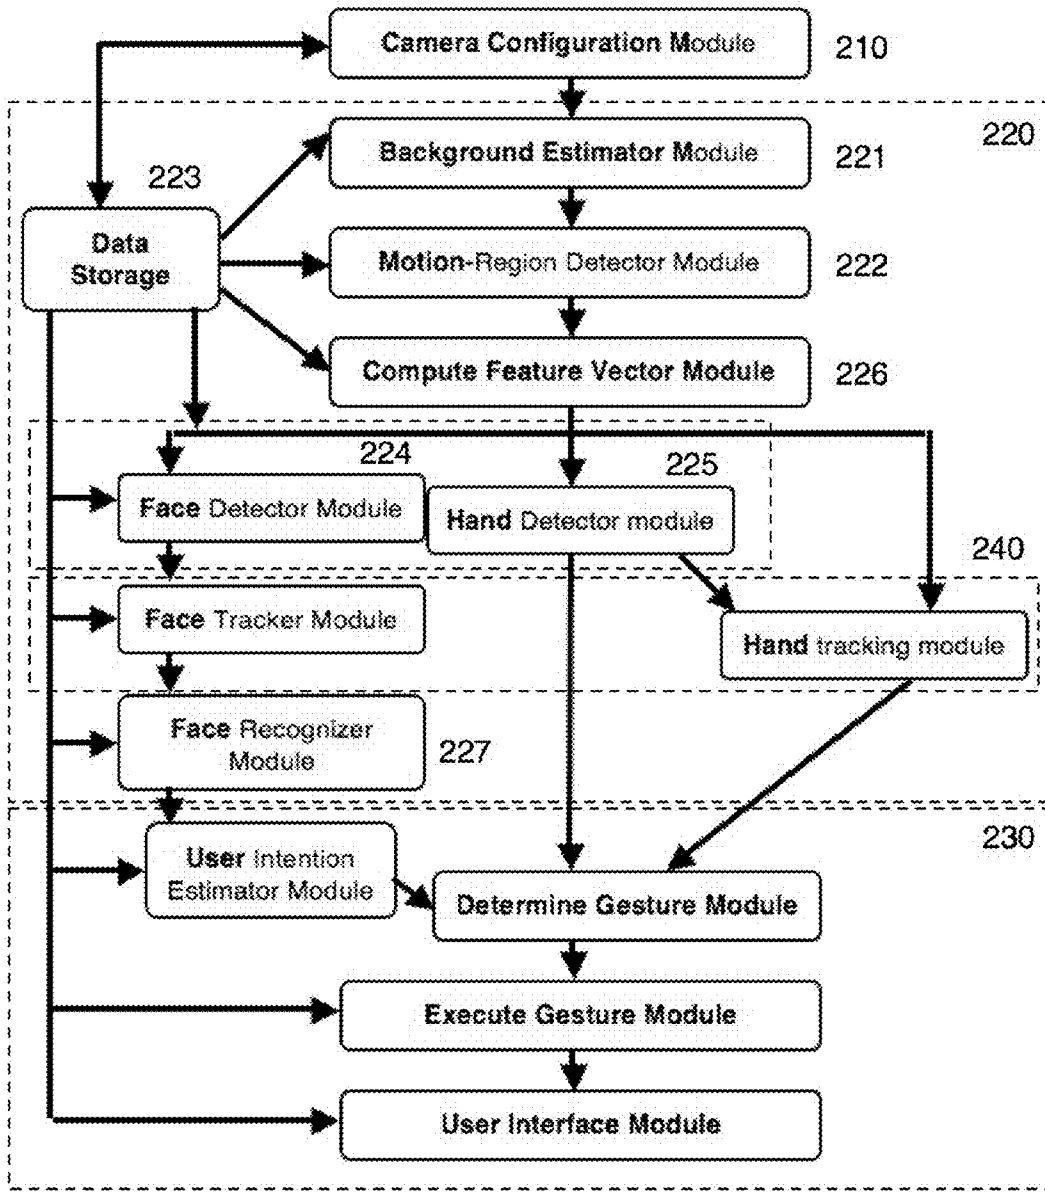 Camera Configuration Module
210
220
Background Estimator Module
221
223
Data
Storage
Motion-Region Detector Module
222
Compute Feature Vector Module
226
224
225
Face Detector Module
Hand Detector module
240
Face Tracker Module
Hand tracking module
Face Recognizer
Module
227
230
User Intention
Estimator Module
Determine Gesture Module
Execute Gesture Module
User Interface Module